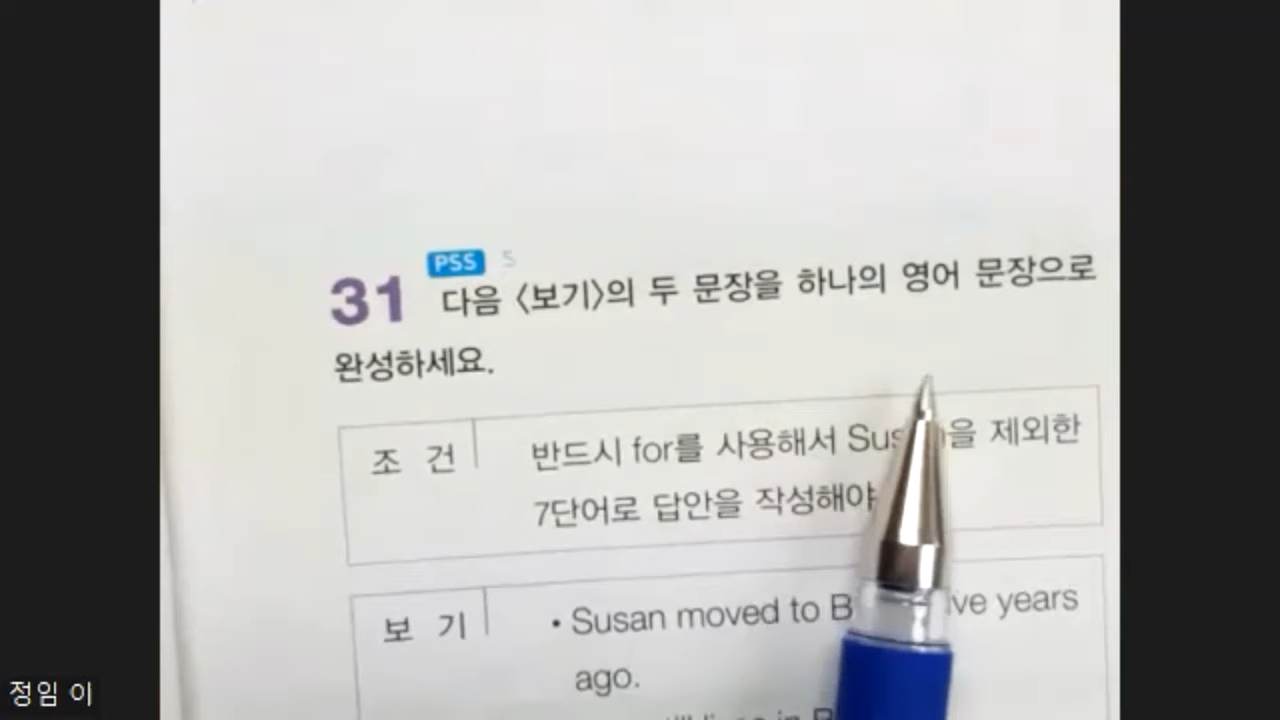 PSS 5
31 다음 〈보기〉의 두 문장을 하나의 영어 문장으로
완성하세요.
조 건 반드시 for를 사용해서 을 제외한
7단어로 답안을 작성해야
보 기 • Susan moved to years
ago.
in
정임 이